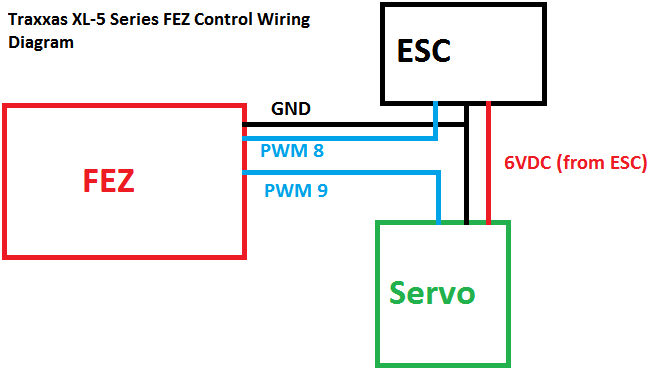 Traxxas XL-5 Series FEZ Control Wiring
Diagram
ESC
GND
PWM 8
6VDC (from ESC)
FEZ
PWM 9
Servo